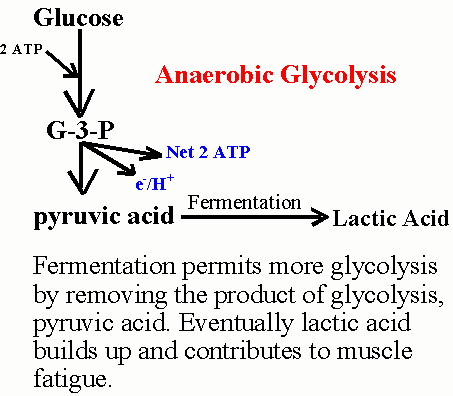 Glucose
2 ATP
Anaerobic Glycolysis
G-3-P
Net 2 ATP
e⁻/H⁺
pyruvic acid
Fermentation
Lactic Acid
Fermentation permits more glycolysis
by removing the product of glycolysis,
pyruvic acid. Eventually lactic acid
builds up and contributes to muscle
fatigue.